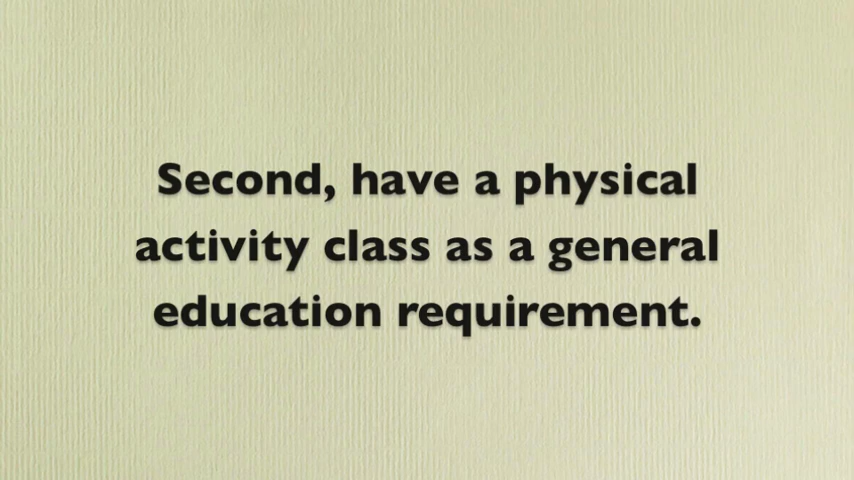 Second, have a physical
activity class as a general
education requirement.